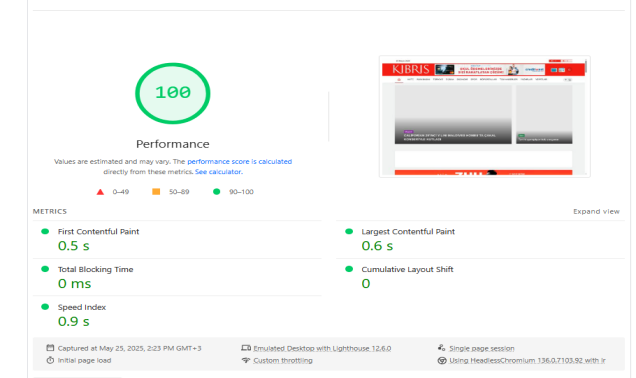 100
Performance
Values are estimated and may vary. The performance score is calculated
directly from these metrics. See calculator.
0–49
50–89
90–100
KIBRIS
METRICS
Expand view
First Contentful Paint
0.5 s
Largest Contentful Paint
0.6 s
Total Blocking Time
0 ms
Cumulative Layout Shift
0
Speed Index
0.9 s
Captured at May 25, 2025, 2:23 PM GMT+3
Emulated Desktop with Lighthouse 12.6.0
Single page session
Initial page load
Custom throttling
Using HeadlessChromium 136.0.7103.92 with lr